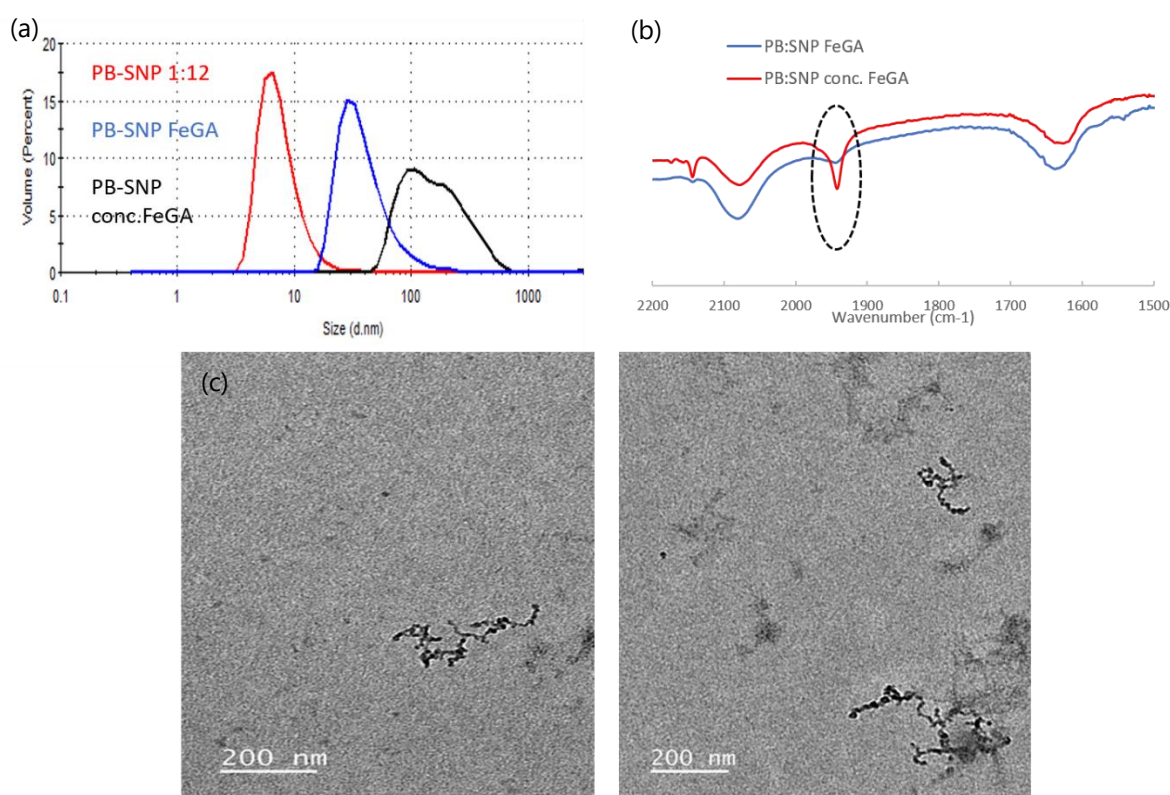 (a)
20
15
10
5
0
Volume (Percent)
PB-SNP 1:12
PB-SNP FeGA
PB-SNP
conc.FeGA
0.1 1 10 100 1000
Size (d.nm)
(b)
PB:SNP FeGA
PB:SNP conc. FeGA
2200 2100 2000 1900 1800 1700 1600 1500
Wavenumber (cm-1)
(c)
200 nm
200 nm